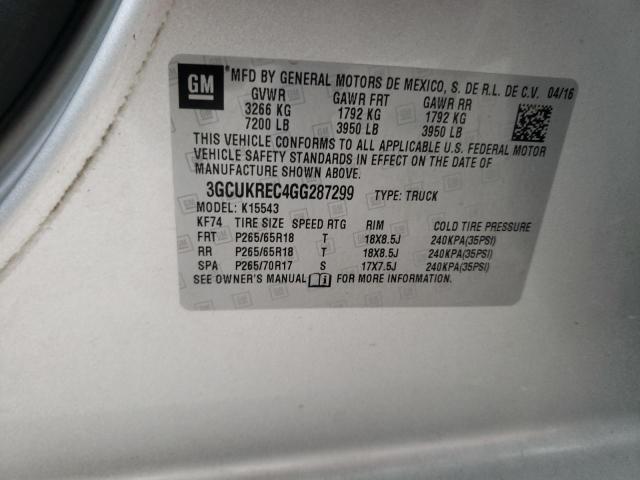 GM
MFD BY GENERAL MOTORS DE MEXICO, S. DE R.L. DE C.V. 04/16
GVWR GAWR FRT GAWR RR
3266 KG 1792 KG 1792 KG
7200 LB 3950 LB 3950 LB
THIS VEHICLE CONFORMS TO ALL APPLICABLE U.S. FEDERAL MOTOR
VEHICLE SAFETY STANDARDS IN EFFECT ON THE DATE OF
MANUFACTURE SHOWN ABOVE.
3GCUKREC4GG287299 TYPE: TRUCK
MODEL: K15543
KF74 TIRE SIZE SPEED RTG RIM COLD TIRE PRESSURE
FRT P265/65R18 T 18X8.5J 240KPA(35PSI)
RR P265/65R18 T 18X8.5J 240KPA(35PSI)
SPA P265/70R17 S 17X7.5J 240KPA(35PSI)
SEE OWNER'S MANUAL FOR MORE INFORMATION.